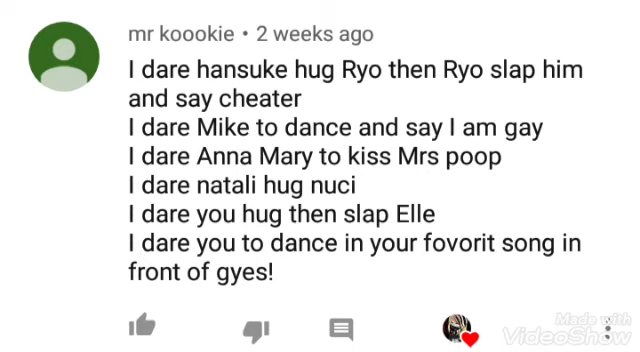 mr koookie • 2 weeks ago
I dare hansuke hug Ryo then Ryo slap him
and say cheater
I dare Mike to dance and say I am gay
I dare Anna Mary to kiss Mrs poop
I dare natali hug nuci
I dare you hug then slap Elle
I dare you to dance in your fovorit song in
front of gyes!
Made with
VideoShow